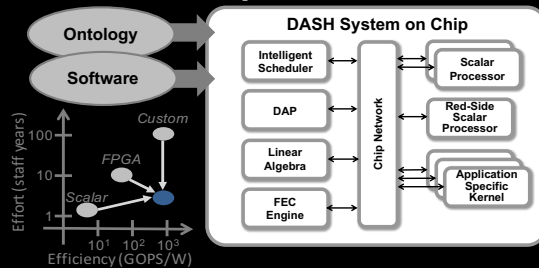 Ontology
Software
DASH System on Chip
Intelligent
Scheduler
DAP
Linear
Algebra
FEC
Engine
Chip Network
Scalar
Processor
Red-Side
Scalar
Processor
Application
Specific
Kernel
Effort (staff years)
100
10
1
Custom
FPGA
Scalar
10¹
10²
10³
Efficiency (GOPS/W)